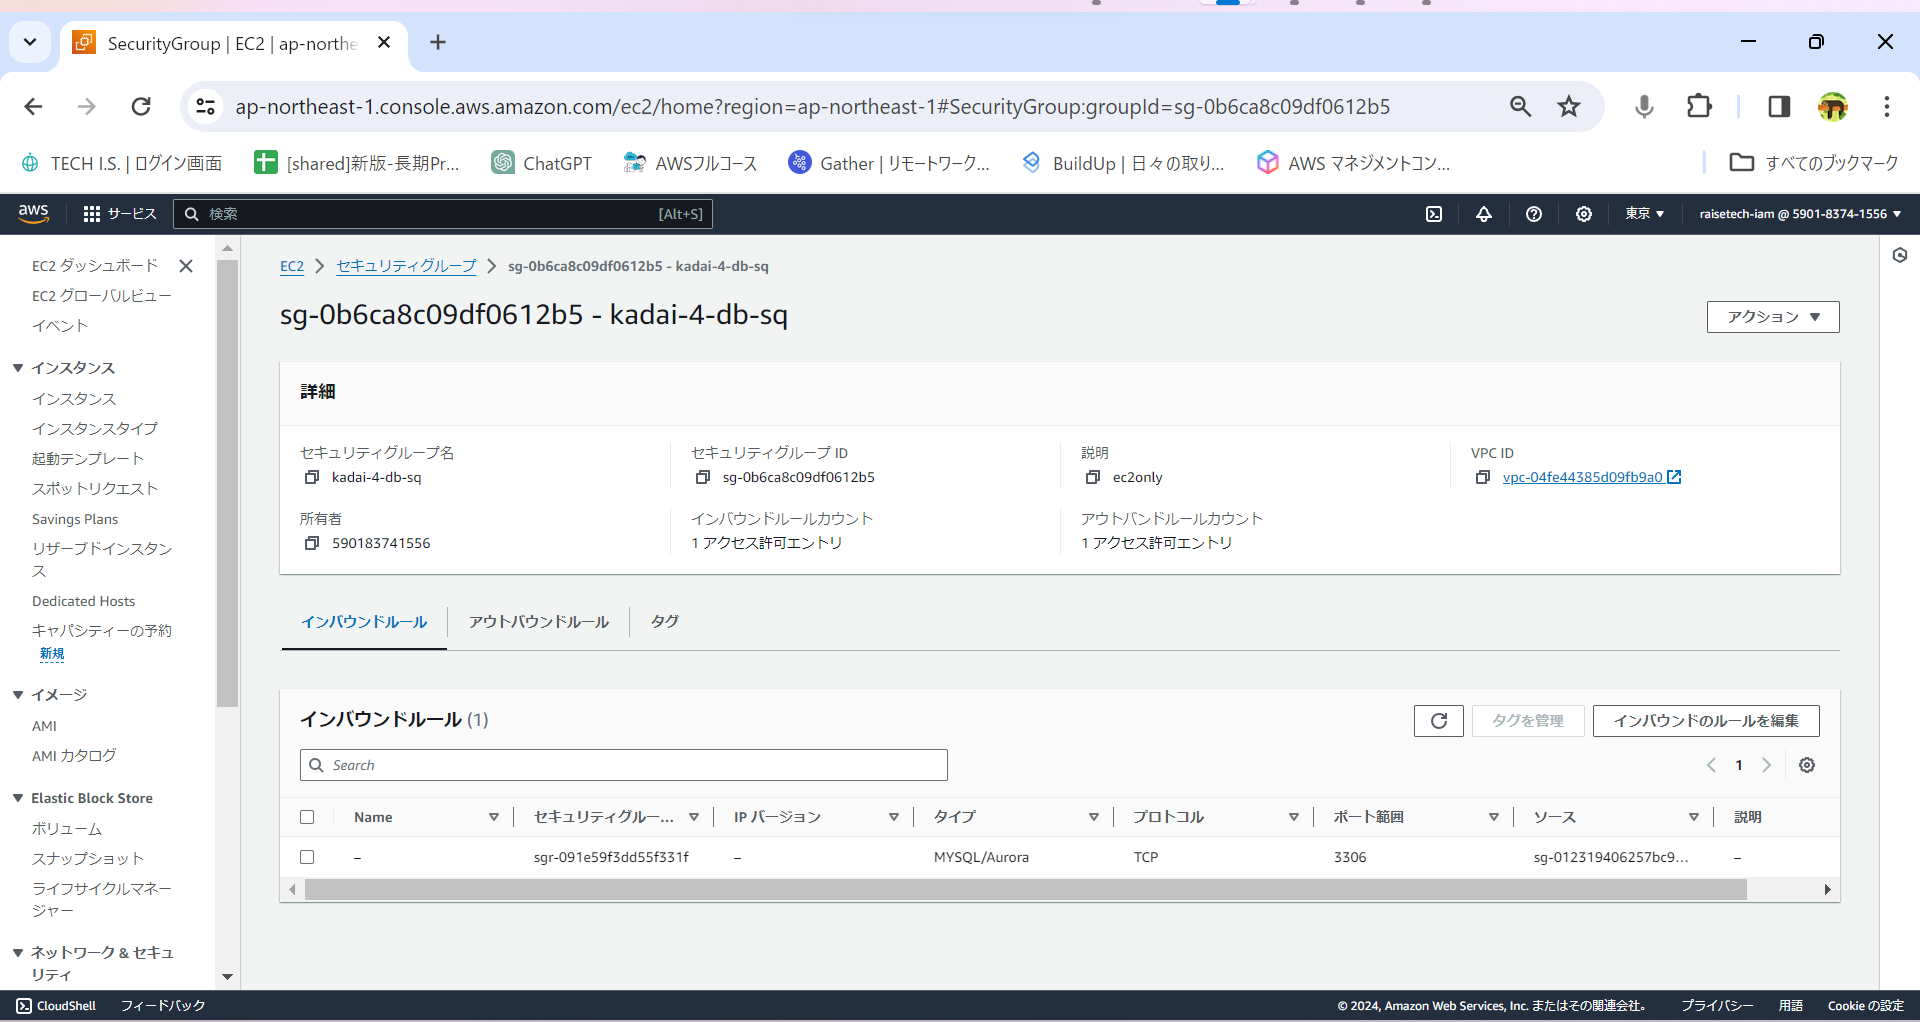 SecurityGroup | EC2 | ap-northe
ap-northeast-1.console.aws.amazon.com/ec2/home?region=ap-northeast-1#SecurityGroup:groupId=sg-0b6ca8c09df0612b5
TECH I.S. | ログイン画面 [shared]新版-長期Pr... ChatGPT AWSフルコース Gather | リモートワーク... BuildUp | 日々の取り... AWS マネジメントコン... すべてのブックマーク
aws サービス 検索 [Alt+S] 東京 raisetech-iam @ 5901-8374-1556
EC2 ダッシュボード
EC2 グローバルビュー
イベント
インスタンス
インスタンス
インスタンスタイプ
起動テンプレート
スポットリクエスト
Savings Plans
リザーブドインスタン
ス
Dedicated Hosts
キャパシティーの予約
新規
イメージ
AMI
AMI カタログ
Elastic Block Store
ボリューム
スナップショット
ライフサイクルマネー
ジャー
ネットワーク & セキュ
リティ
EC2 セキュリティグループ sg-0b6ca8c09df0612b5 - kadai-4-db-sq
sg-0b6ca8c09df0612b5 - kadai-4-db-sq
アクション
詳細
セキュリティグループ名 セキュリティグループ ID 説明 VPC ID
kadai-4-db-sq sg-0b6ca8c09df0612b5 ec2only vpc-04fe44385d09fb9a0
所有者 インバウンドルールカウント アウトバンドルールカウント
590183741556 1 アクセス許可エントリ 1 アクセス許可エントリ
インバウンドルール アウトバウンドルール タグ
インバウンドルール (1) タグを管理 インバウンドのルールを編集
Search 1
Name セキュリティグルー... IP バージョン タイプ プロトコル ポート範囲 ソース 説明
– sgr-091e59f3dd55f331f – MYSQL/Aurora TCP 3306 sg-012319406257bc9... –
CloudShell フィードバック © 2024, Amazon Web Services, Inc. またはその関連会社。 プライバシー 用語 Cookie の設定